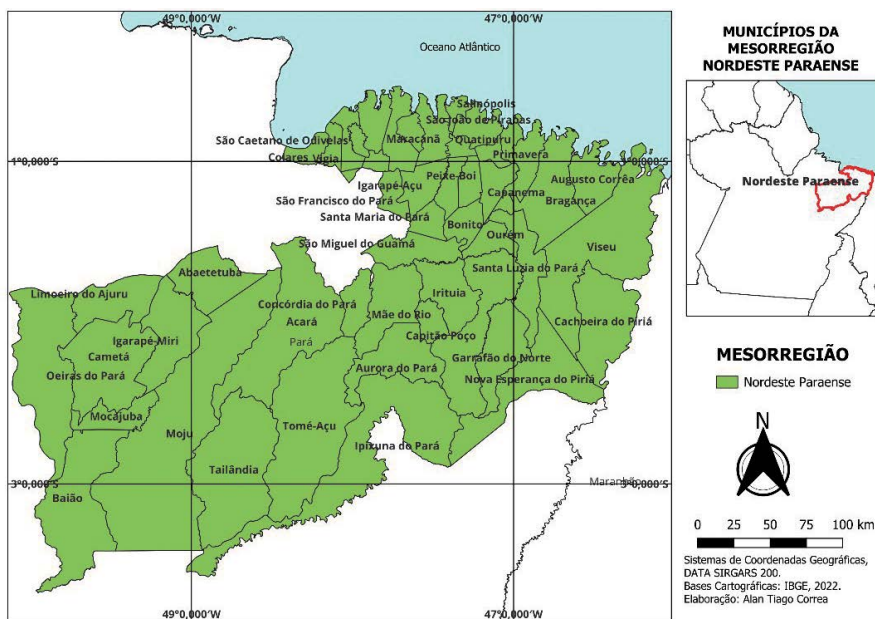 49°0,000'W
47°0,000'W
Oceano Atlântico
Salinópolis
São João de Pirabas
São Caetano de Odivelas
Maracanã
Quatipuru
Colares
Vigia
Primavera
1°0,000'S
Igarapé-Açu
Peixe-Boi
Augusto Corrêa
São Francisco do Pará
Capanema
Bragança
Santa Maria do Pará
Bonito
Ourém
São Miguel do Guamá
Viseu
Abaetetuba
Santa Luzia do Pará
Limoeiro do Ajuru
Concórdia do Pará
Irituia
Acará
Mãe do Rio
Cachoeira do Piriá
Igarapé-Miri
Pará
Capitão Poço
Cametá
Garrafão do Norte
Oeiras do Pará
Aurora do Pará
Nova Esperança do Piriá
Mocajuba
Moju
Tomé-Açu
Ipixuna do Pará
Tailândia
Baião
3°0,000'S
Maranhão
49°0,000'W
47°0,000'W
MUNICÍPIOS DA
MESORREGIÃO
NORDESTE PARAENSE
Nordeste Paraense
MESORREGIÃO
Nordeste Paraense
N
0 25 50 75 100 km
Sistemas de Coordenadas Geográficas,
DATA SIRGARS 200.
Bases Cartográficas: IBGE, 2022.
Elaboração: Alan Tiago Correa